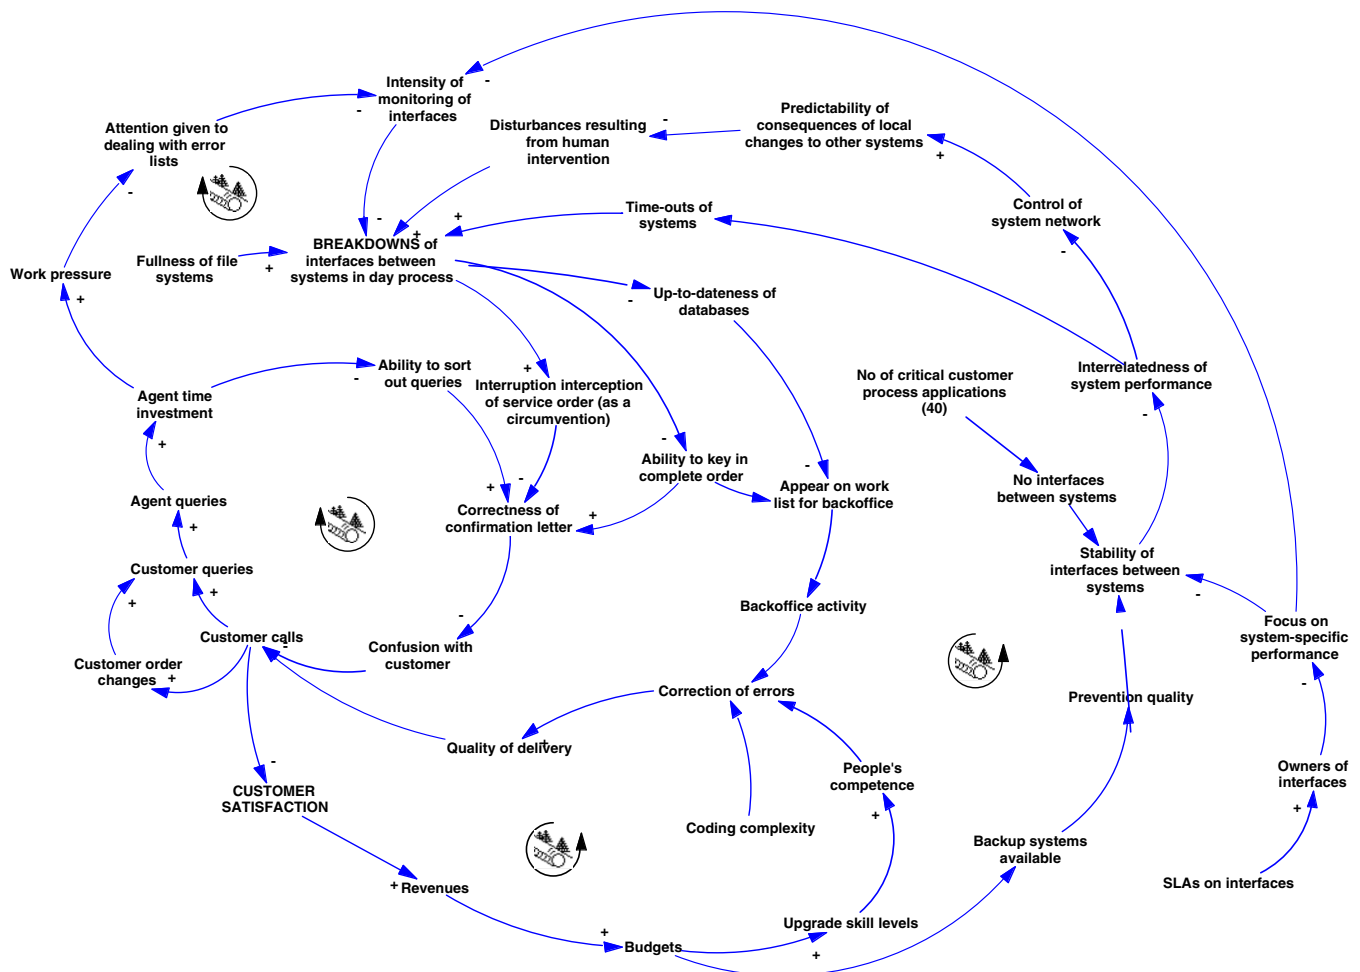 Intensity of
monitoring of
interfaces
-
-
Attention given to
dealing with error
lists
-
Disturbances resulting
from human
intervention
-
Predictability of
consequences of local
changes to other systems
+
Control of
system network
-
Time-outs of
systems
+
-
+
BREAKDOWNS of
interfaces between
systems in day process
Fullness of file
systems
+
Work pressure
+
Up-to-dateness of
databases
-
Ability to sort
out queries
-
Interruption interception
of service order (as a
circumvention)
+
No of critical customer
process applications
(40)
Interrelatedness of
system performance
-
Agent time
investment
+
Ability to key in
complete order
-
Appear on work
list for backoffice
-
No interfaces
between systems
Agent queries
+
Correctness of
confirmation letter
+
-
+
Stability of
interfaces between
systems
-
Customer queries
+
+
Backoffice activity
Customer calls
-
Confusion with
customer
-
Focus on
system-specific
performance
-
Customer order
changes
+
Correction of errors
Prevention quality
Quality of delivery
+
People's
competence
+
Owners of
interfaces
+
CUSTOMER
SATISFACTION
-
Coding complexity
Backup systems
available
+
Revenues
+
SLAs on interfaces
Upgrade skill levels
Budgets
+
+